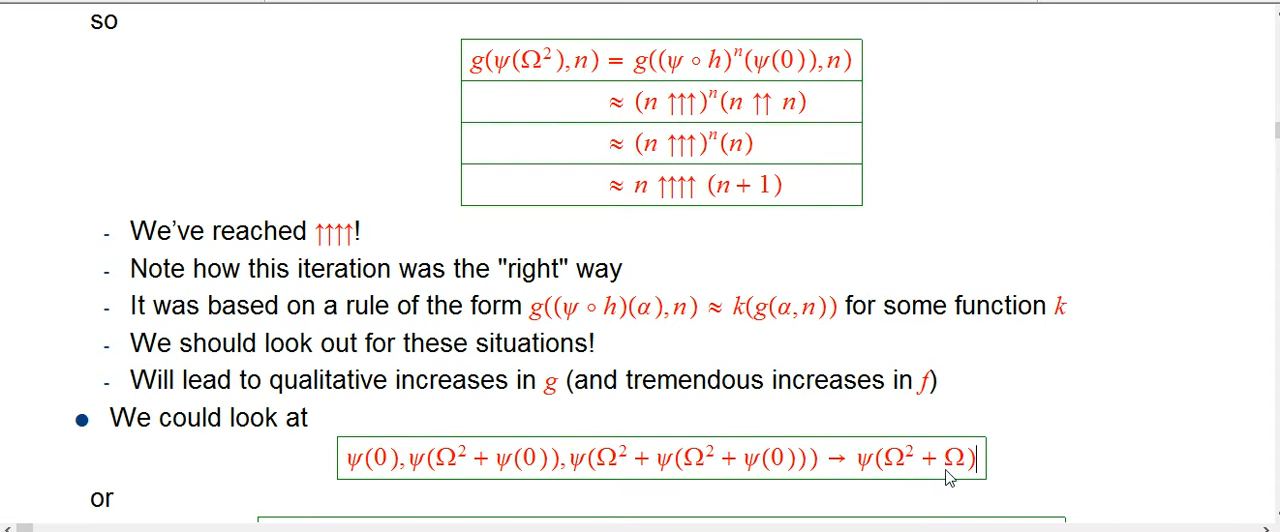 so
g(ψ(Ω²), n) = g((ψ ∘ h)ⁿ(ψ(0)), n)
≈ (n ↑↑↑)ⁿ(n ↑↑ n)
≈ (n ↑↑↑)ⁿ(n)
≈ n ↑↑↑↑ (n + 1)
- We’ve reached ↑↑↑↑!
- Note how this iteration was the "right" way
- It was based on a rule of the form g((ψ ∘ h)(α), n) ≈ k(g(α, n)) for some function k
- We should look out for these situations!
- Will lead to qualitative increases in g (and tremendous increases in f)
● We could look at
ψ(0), ψ(Ω² + ψ(0)), ψ(Ω² + ψ(Ω² + ψ(0))) → ψ(Ω² + Ω)
or